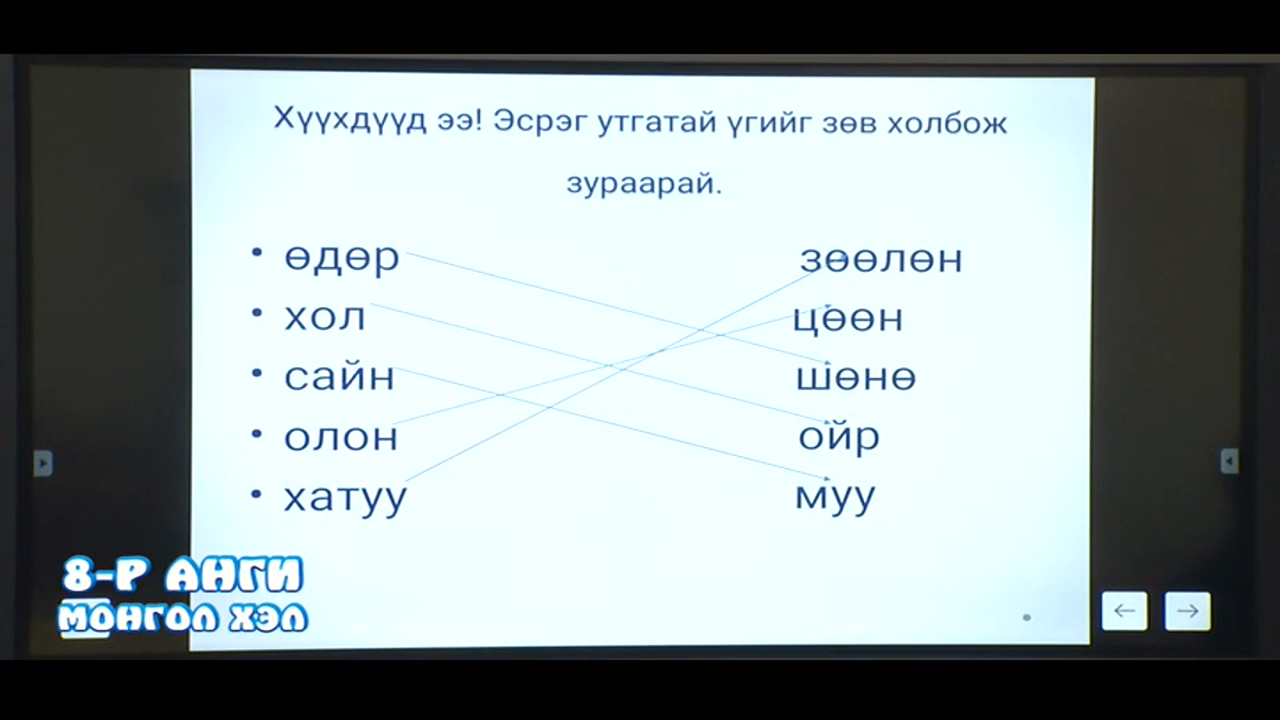 Хүүхдүүд ээ! Эсрэг утгатай үгийг зөв холбож
зураарай.
• өдөр зөөлөн
• хол цөөн
• сайн шөнө
• олон ойр
• хатуу муу
8-Р АНГИ
МОНГОЛ ХЭЛ